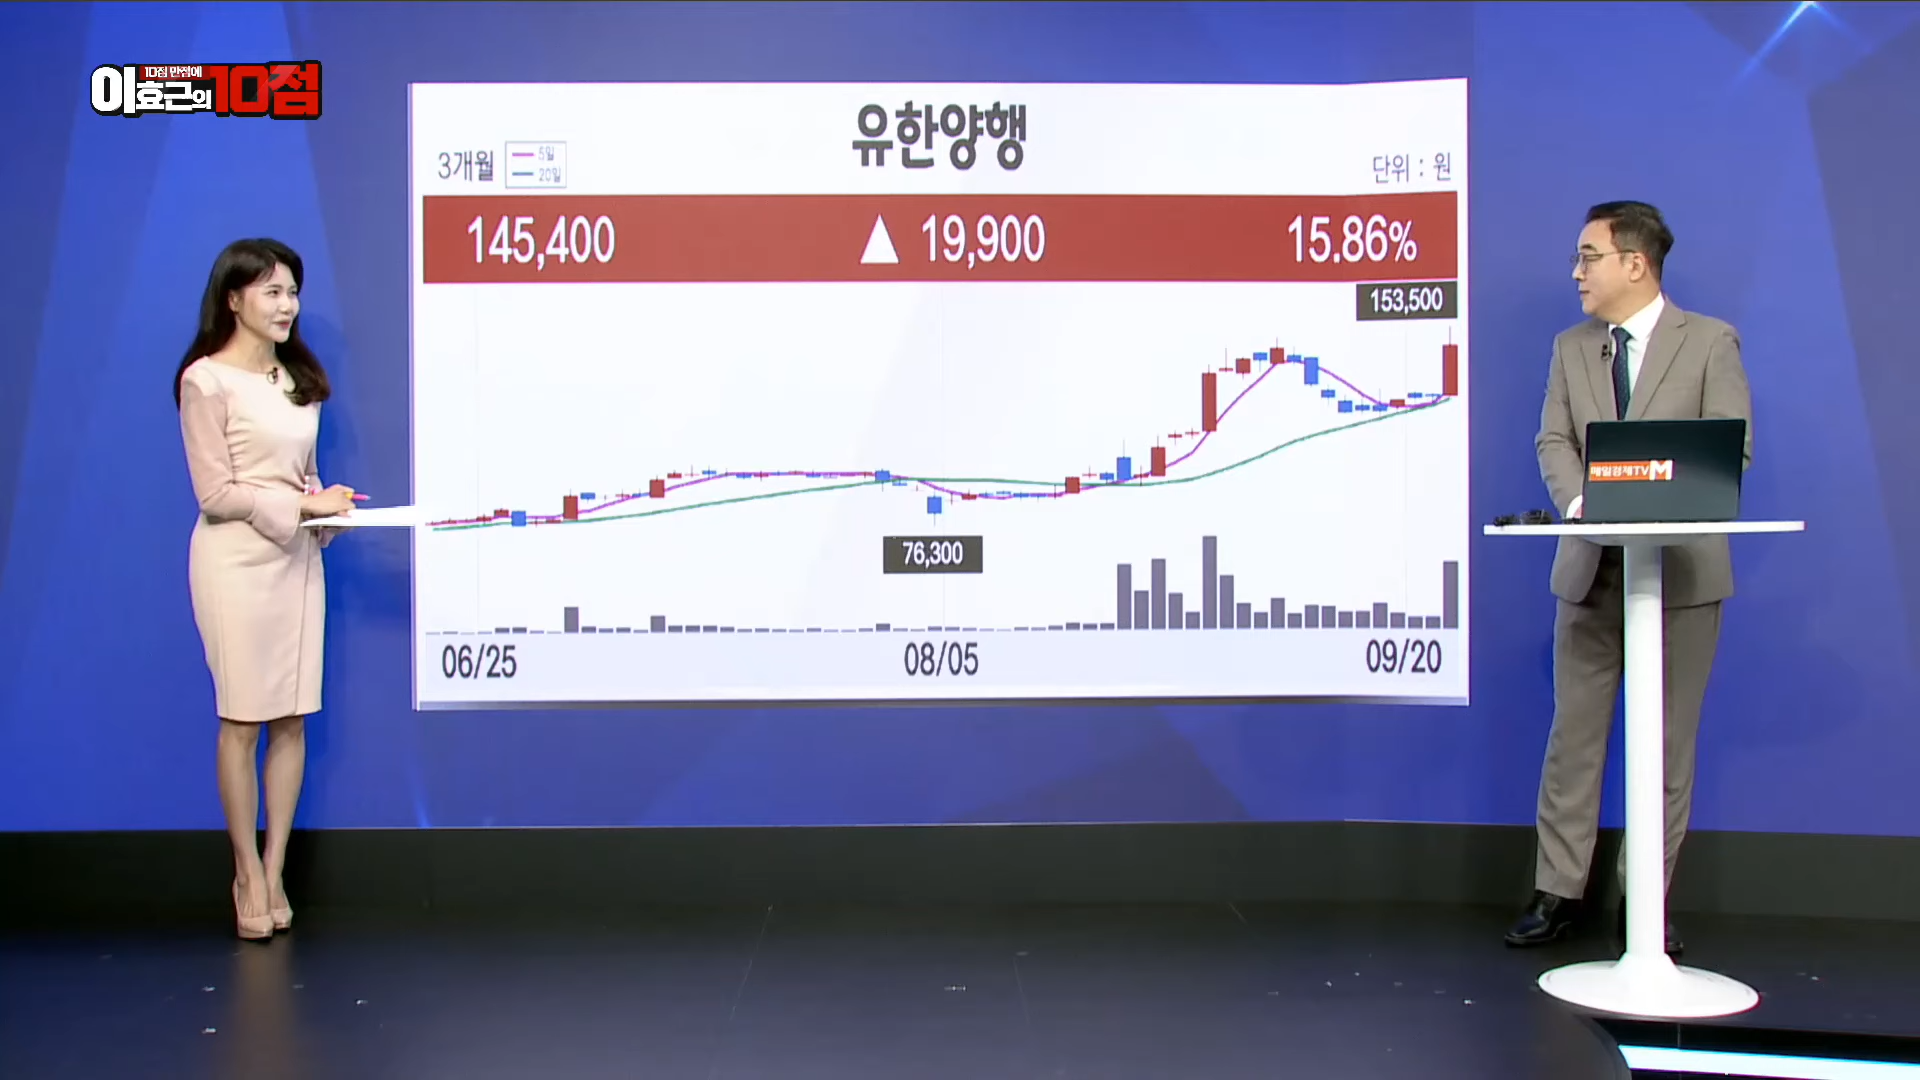 10점 만점에
이효근의10점
유한양행
3개월
5일
20일
단위 : 원
145,400 ▲ 19,900 15.86%
153,500
76,300
06/25 08/05 09/20
매일경제TV M